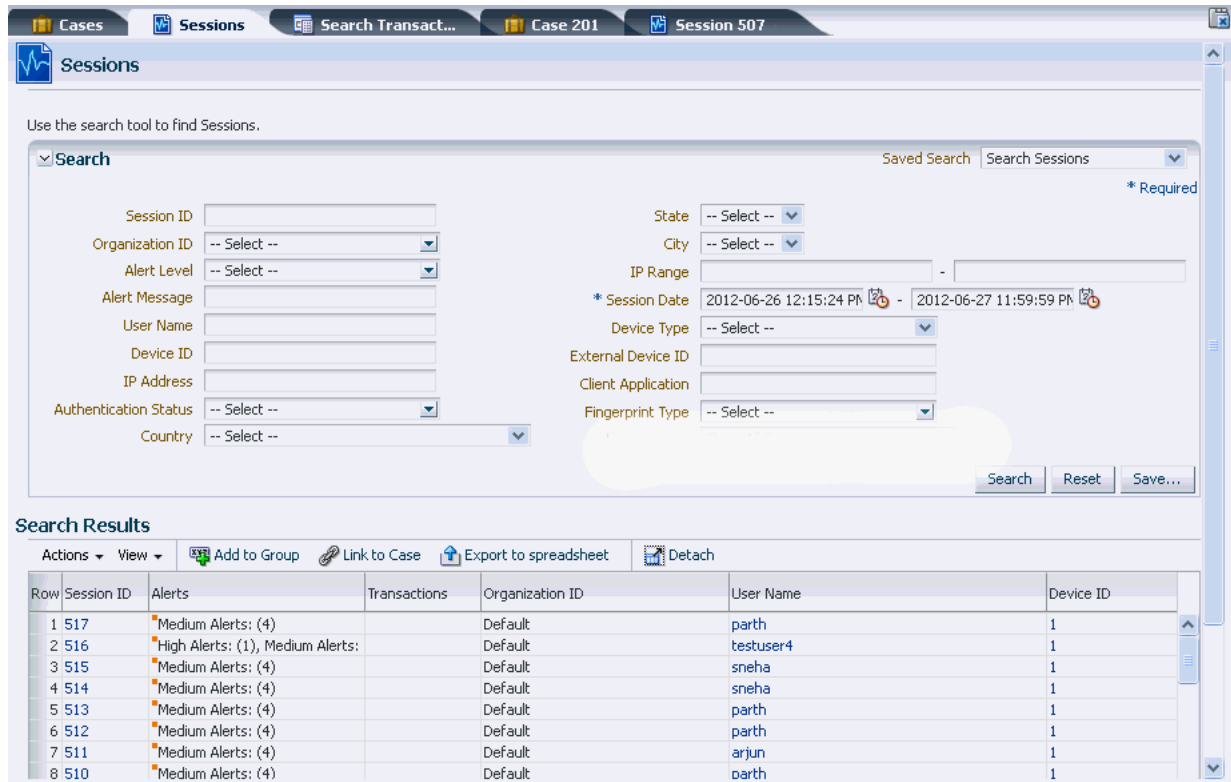 Cases Sessions Search Transact... Case 201 Session 507
Sessions
Use the search tool to find Sessions.
Search Saved Search Search Sessions
* Required
Session ID State -- Select --
Organization ID -- Select -- City -- Select --
Alert Level -- Select -- IP Range -
Alert Message * Session Date 2012-06-26 12:15:24 PM - 2012-06-27 11:59:59 PM
User Name Device Type -- Select --
Device ID External Device ID
IP Address Client Application
Authentication Status -- Select -- Fingerprint Type -- Select --
Country -- Select --
Search Reset Save...
Search Results
Actions View Add to Group Link to Case Export to spreadsheet Detach
Row Session ID Alerts Transactions Organization ID User Name Device ID
1 517 Medium Alerts: (4) Default parth 1
2 516 High Alerts: (1), Medium Alerts: Default testuser4 1
3 515 Medium Alerts: (4) Default sneha 1
4 514 Medium Alerts: (4) Default sneha 1
5 513 Medium Alerts: (4) Default parth 1
6 512 Medium Alerts: (4) Default parth 1
7 511 Medium Alerts: (4) Default arjun 1
8 510 Medium Alerts: (4) Default parth 1